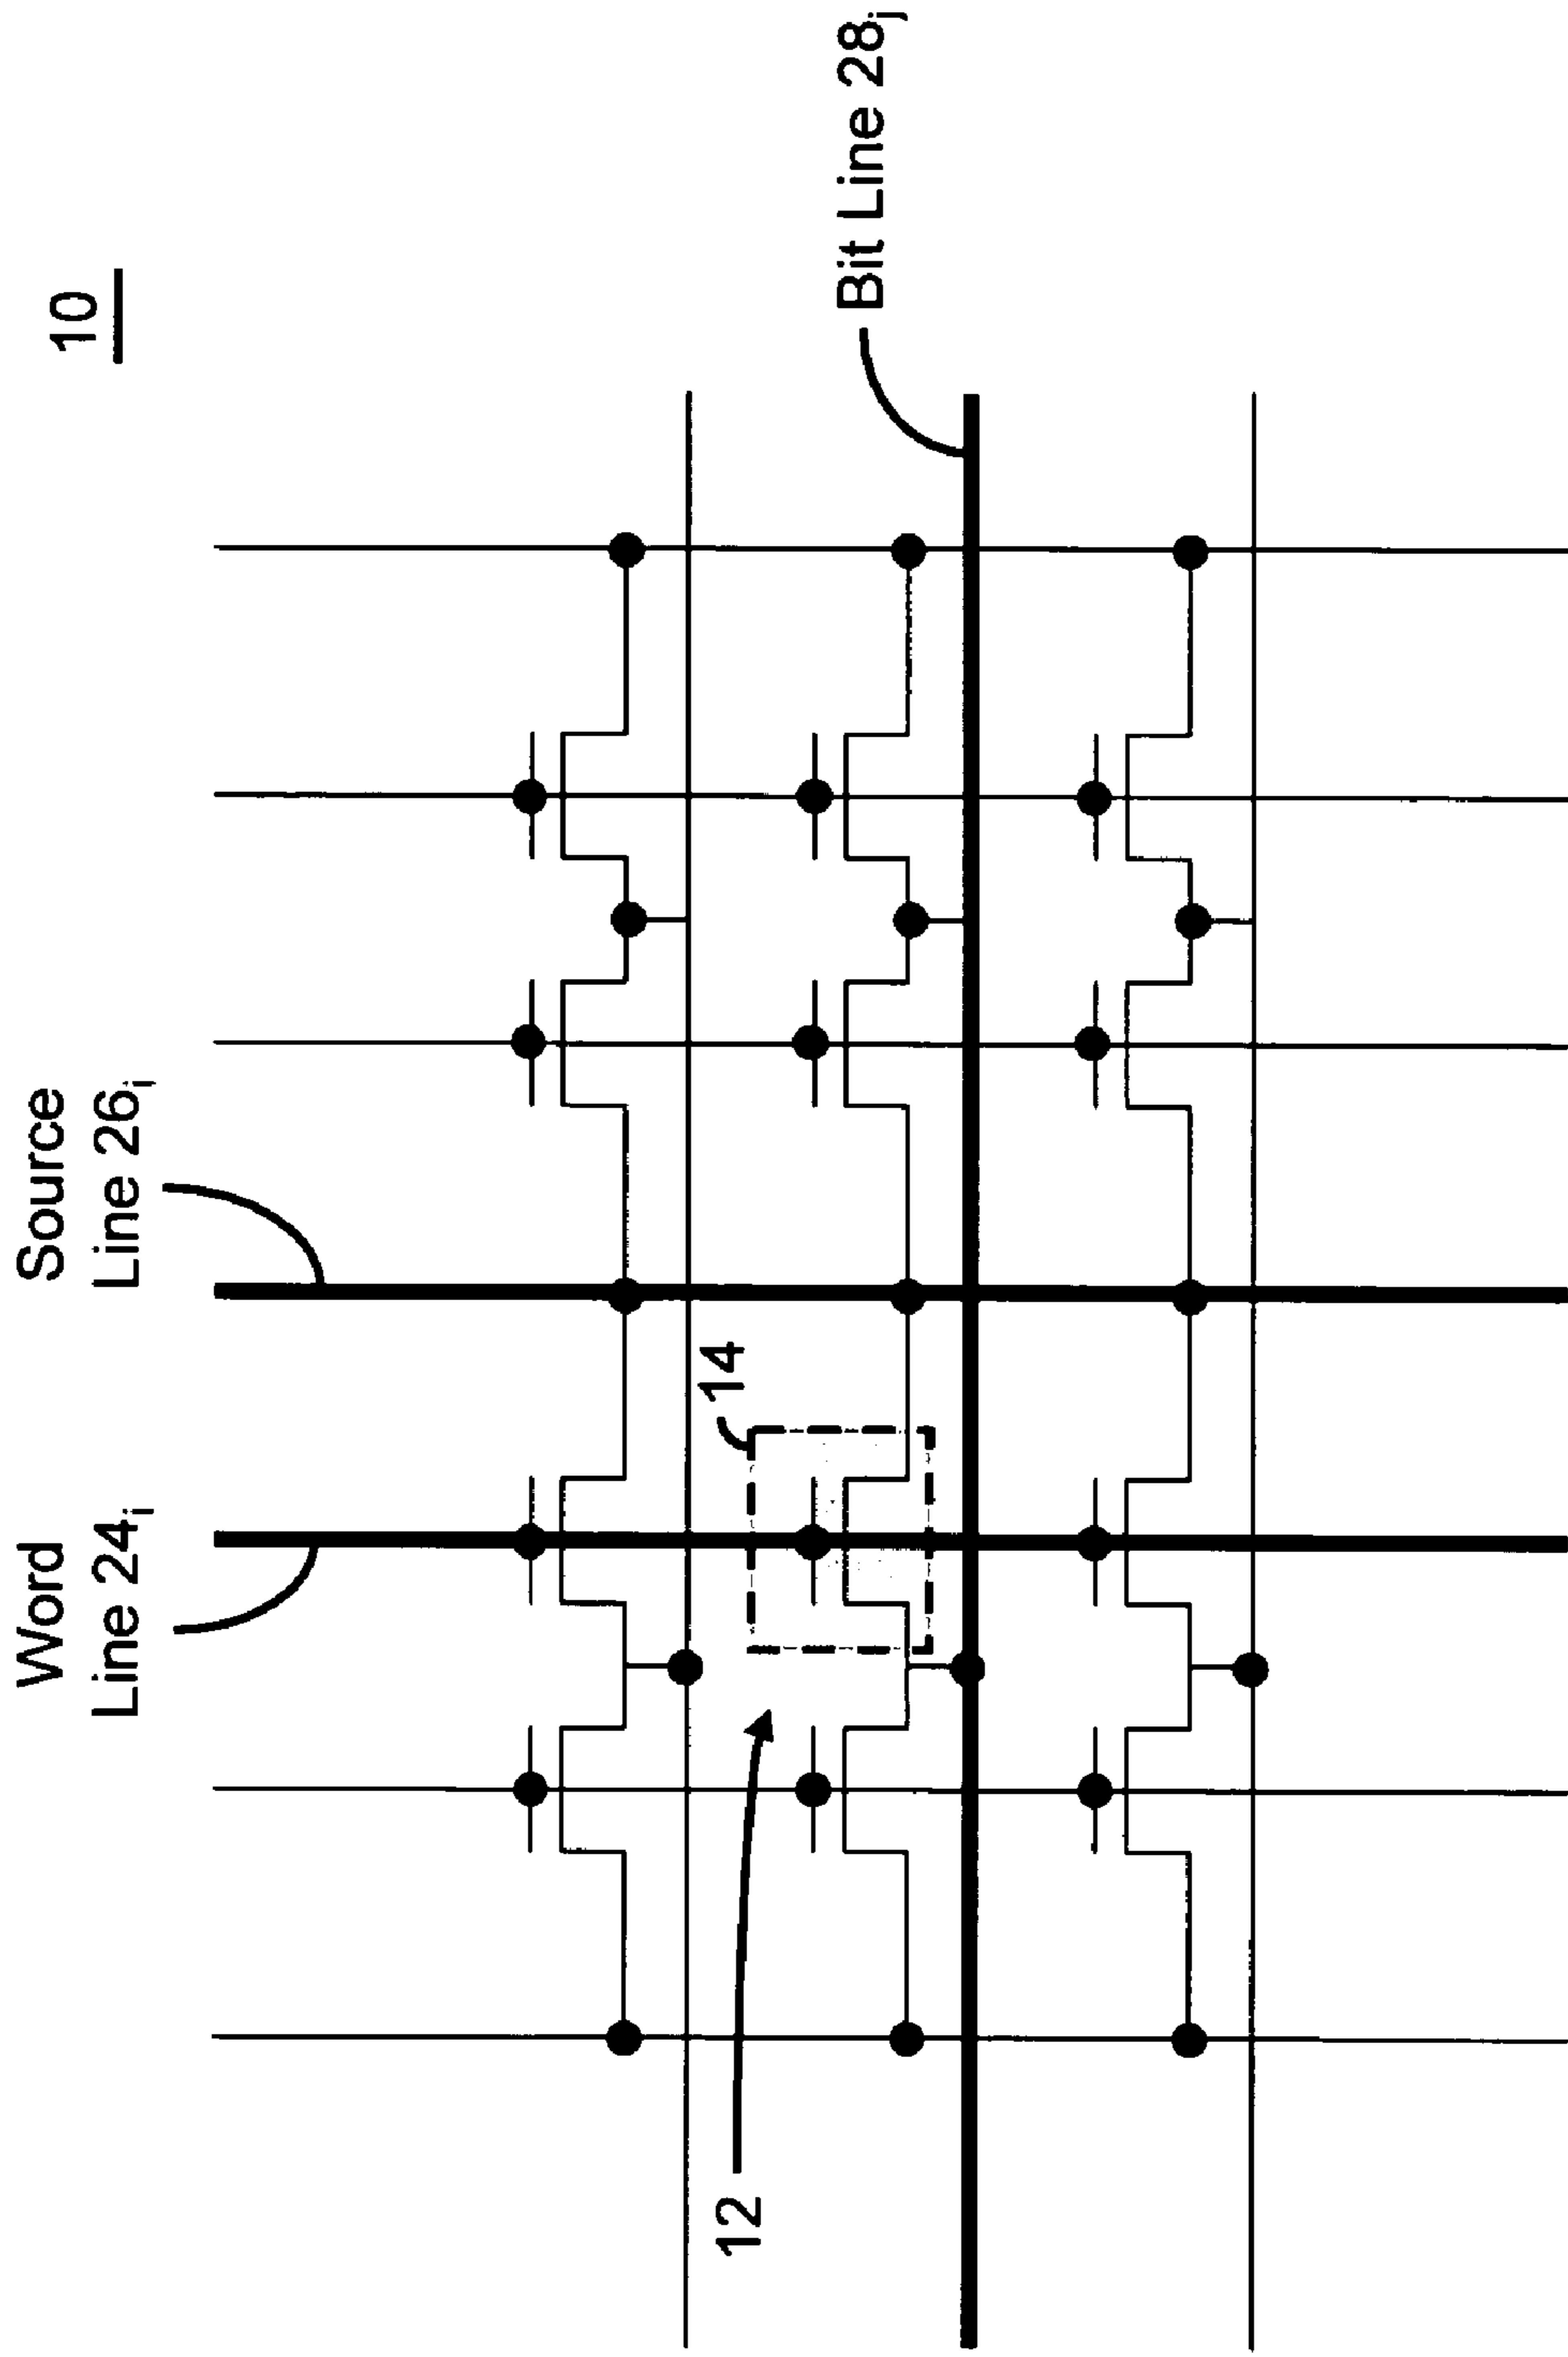 Word
Line 24ᵢ
Source
Line 26ᵢ
10
12
14
Bit Line 28ⱼ